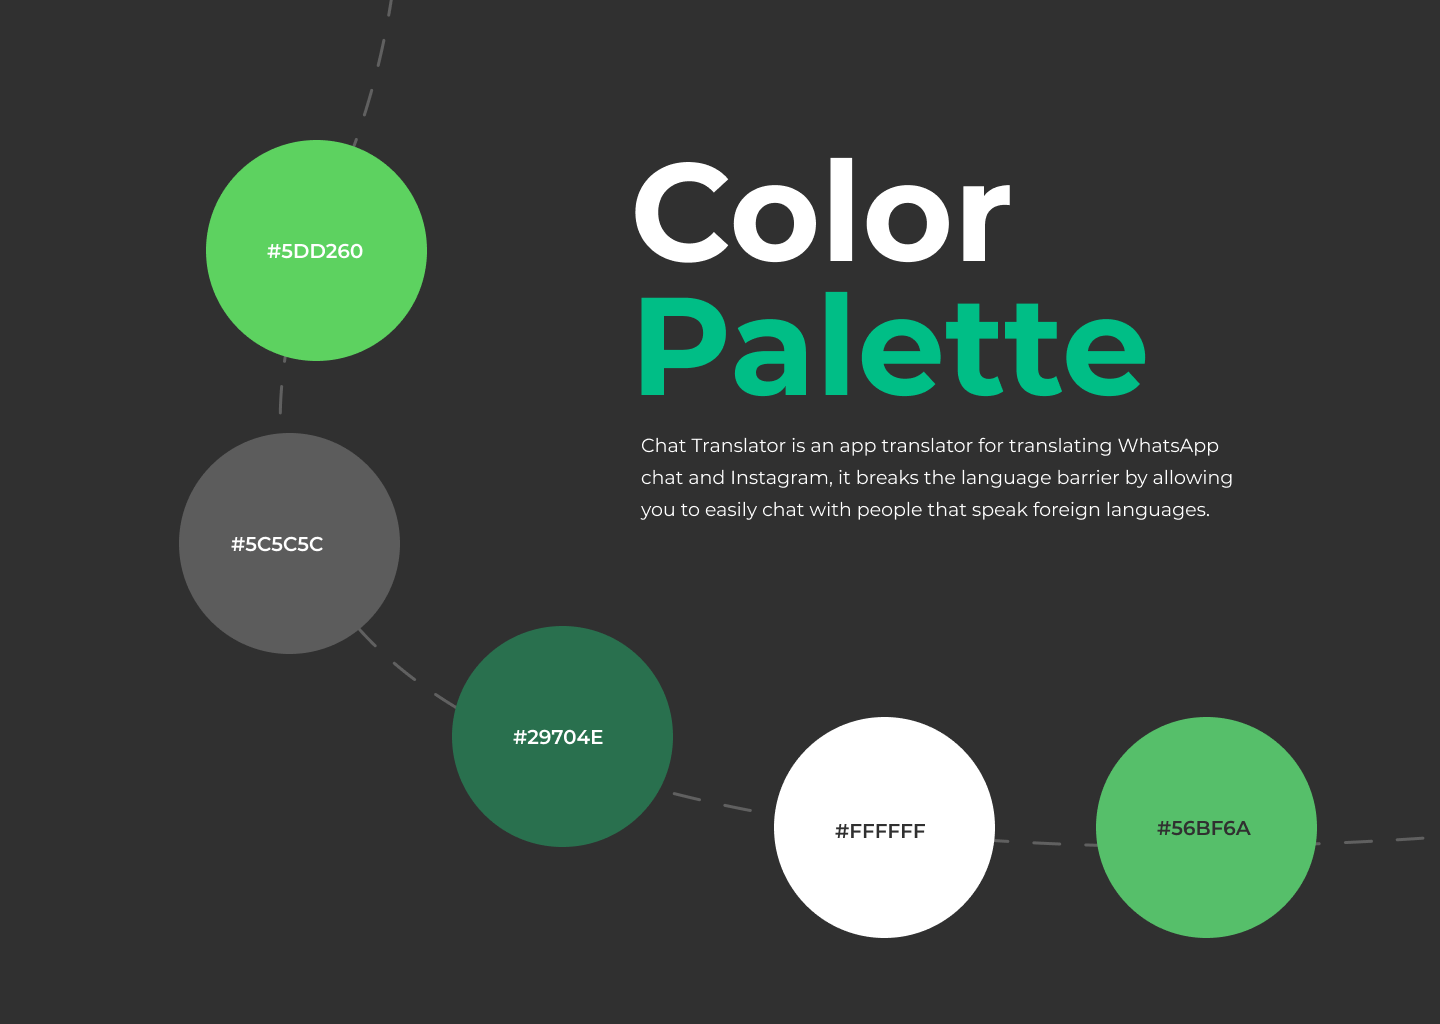 Color
Palette
Chat Translator is an app translator for translating WhatsApp
chat and Instagram, it breaks the language barrier by allowing
you to easily chat with people that speak foreign languages.
#5DD260
#5C5C5C
#29704E
#FFFFFF
#56BF6A